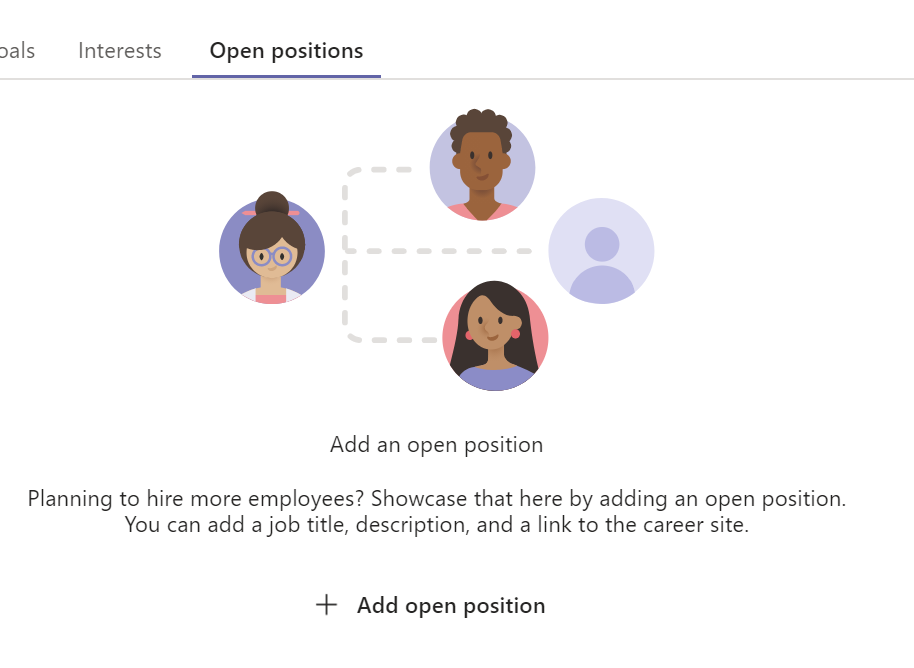 oals Interests Open positions
Add an open position
Planning to hire more employees? Showcase that here by adding an open position.
You can add a job title, description, and a link to the career site.
+ Add open position